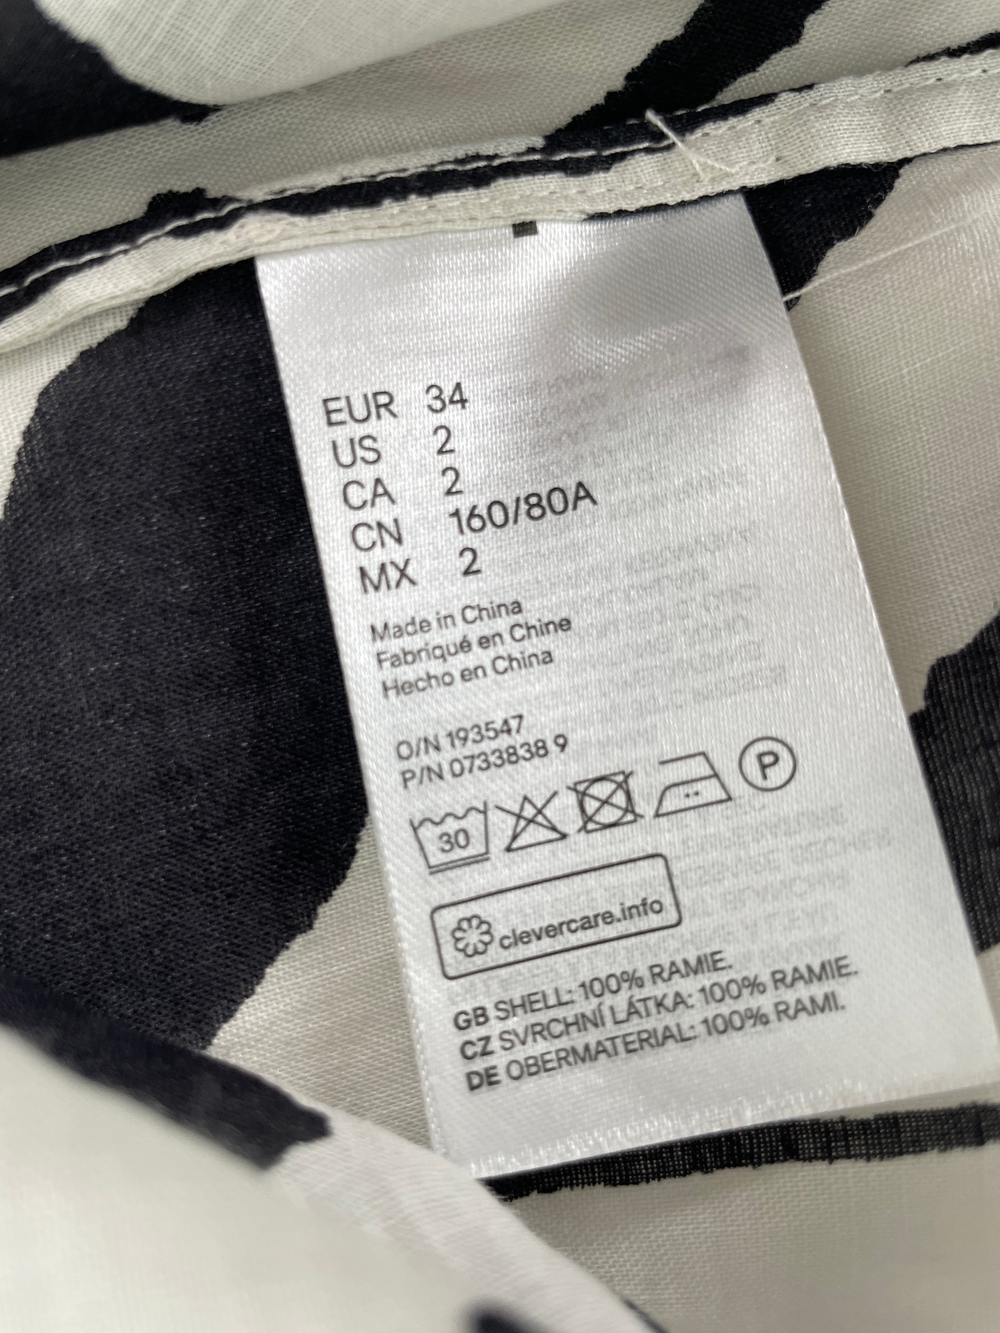 EUR 34
US 2
CA 2
CN 160/80A
MX 2
Made in China
Fabriqué en Chine
Hecho en China
O/N 193547
P/N 0733838 9
30
P
clevercare.info
GB SHELL: 100% RAMIE.
CZ SVRCHNÍ LÁTKA: 100% RAMIE.
DE OBERMATERIAL: 100% RAMI.